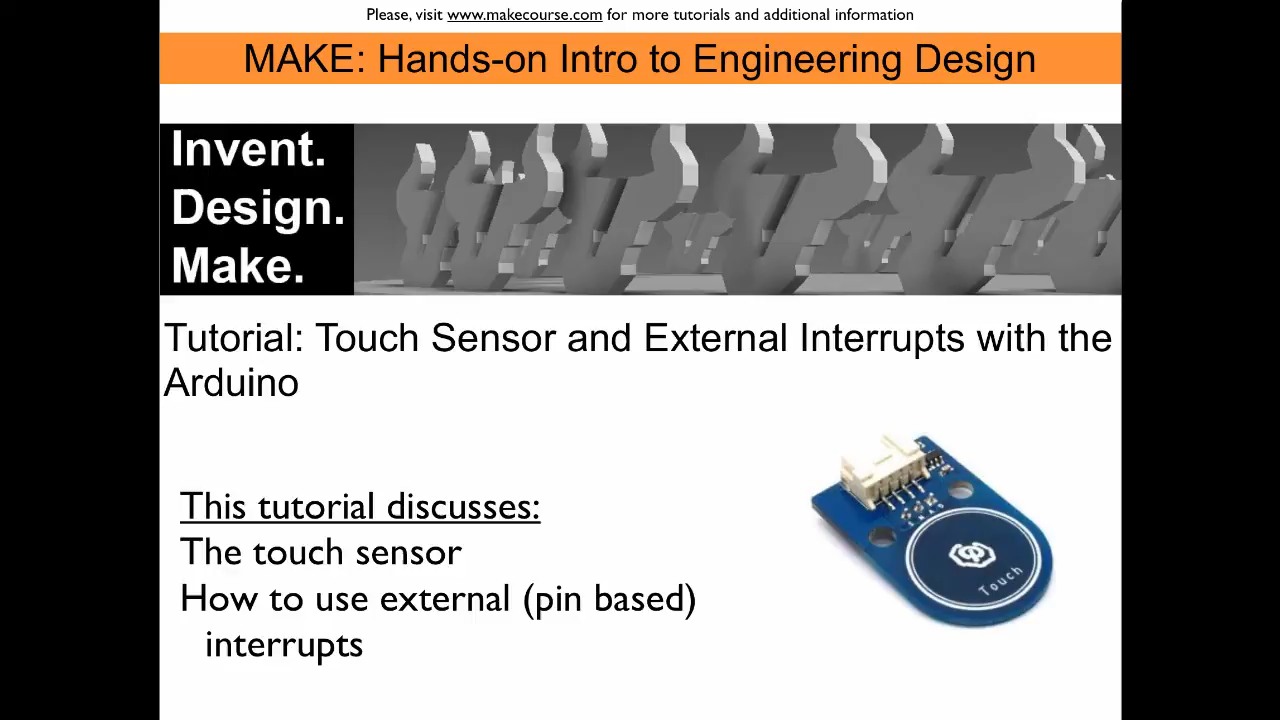 Please, visit www.makecourse.com for more tutorials and additional information
MAKE: Hands-on Intro to Engineering Design
Invent.
Design.
Make.
Tutorial: Touch Sensor and External Interrupts with the
Arduino
This tutorial discusses:
The touch sensor
How to use external (pin based)
interrupts
Touch